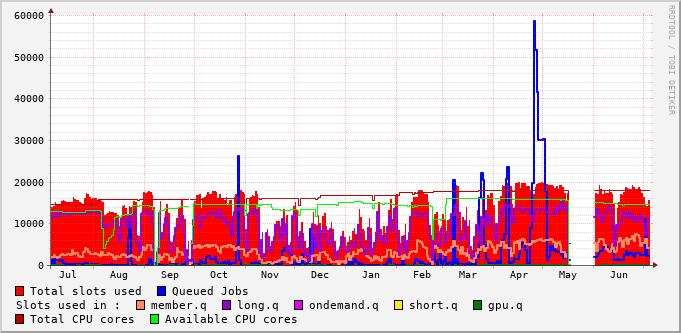 60000
50000
40000
30000
20000
10000
0
Jul Aug Sep Oct Nov Dec Jan Feb Mar Apr May Jun
RRDTOOL / TOBI OETIKER
Total slots used Queued Jobs
Slots used in : member.q long.q ondemand.q short.q gpu.q
Total CPU cores Available CPU cores